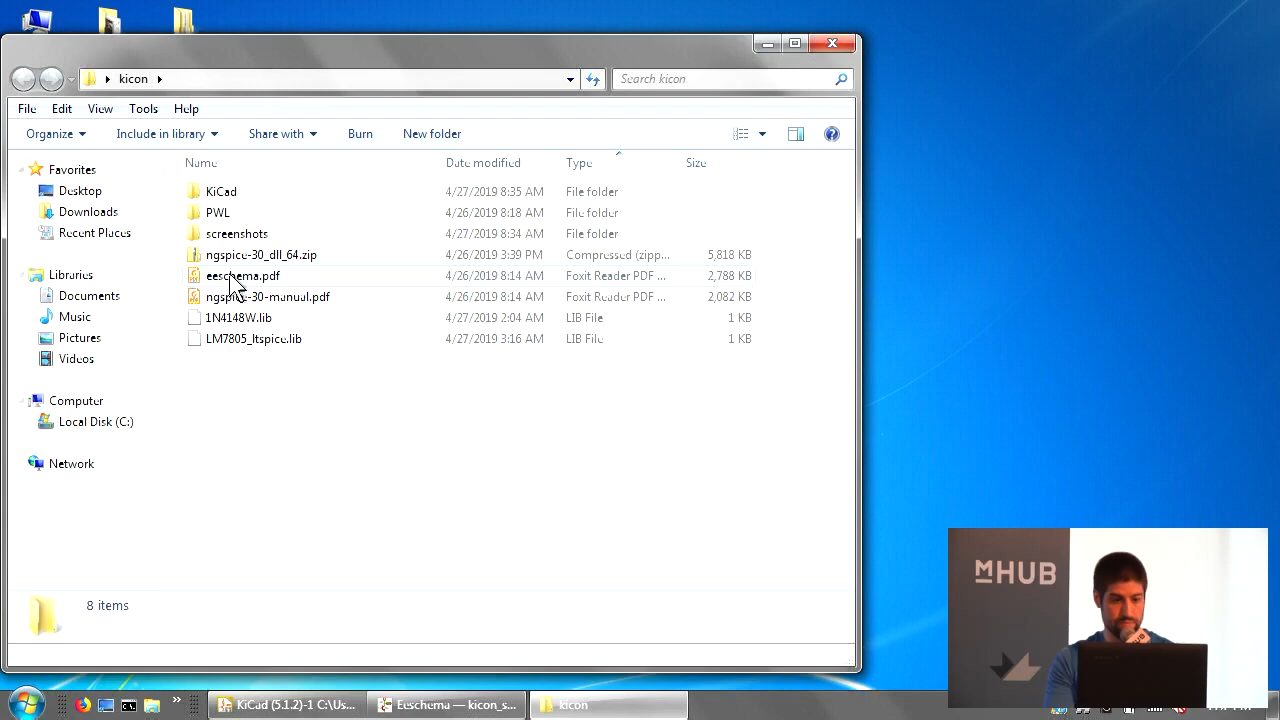 kicon
Search kicon
File Edit View Tools Help
Organize Include in library Share with Burn New folder
Name Date modified Type Size
Favorites
Desktop
Downloads
Recent Places
Libraries
Documents
Music
Pictures
Videos
Computer
Local Disk (C:)
Network
KiCad 4/27/2019 8:35 AM File folder
PWL 4/26/2019 8:18 AM File folder
screenshots 4/27/2019 8:34 AM File folder
ngspice-30_dll_64.zip 4/26/2019 3:39 PM Compressed (zipp... 5,818 KB
eeschema.pdf 4/26/2019 8:14 AM Foxit Reader PDF ... 2,788 KB
ngspice-30-manual.pdf 4/26/2019 8:14 AM Foxit Reader PDF ... 2,082 KB
1N4148W.lib 4/27/2019 2:04 AM LIB File 1 KB
LM7805_ltspice.lib 4/27/2019 3:16 AM LIB File 1 KB
8 items
MHUB
KiCad (5.1.2)-1 C:\Us... Eeschema — kicon_s... kicon